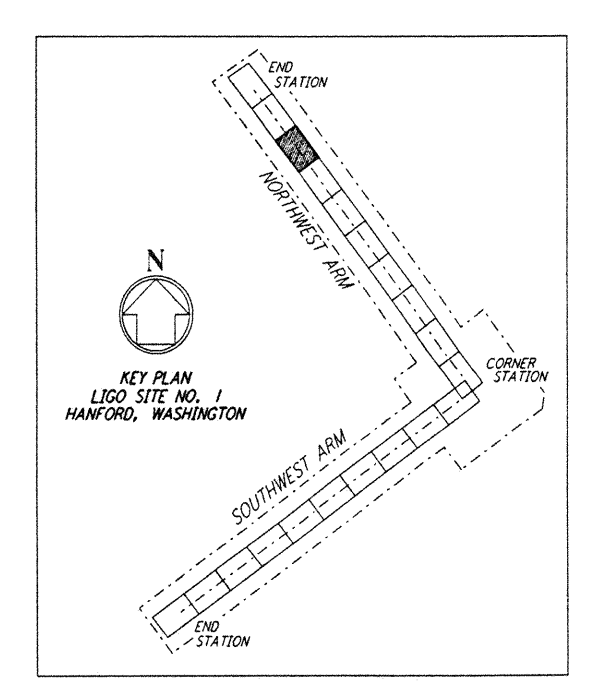 END
STATION
NORTHWEST ARM
N
KEY PLAN
LIGO SITE NO. 1
HANFORD, WASHINGTON
CORNER
STATION
SOUTHWEST ARM
END
STATION